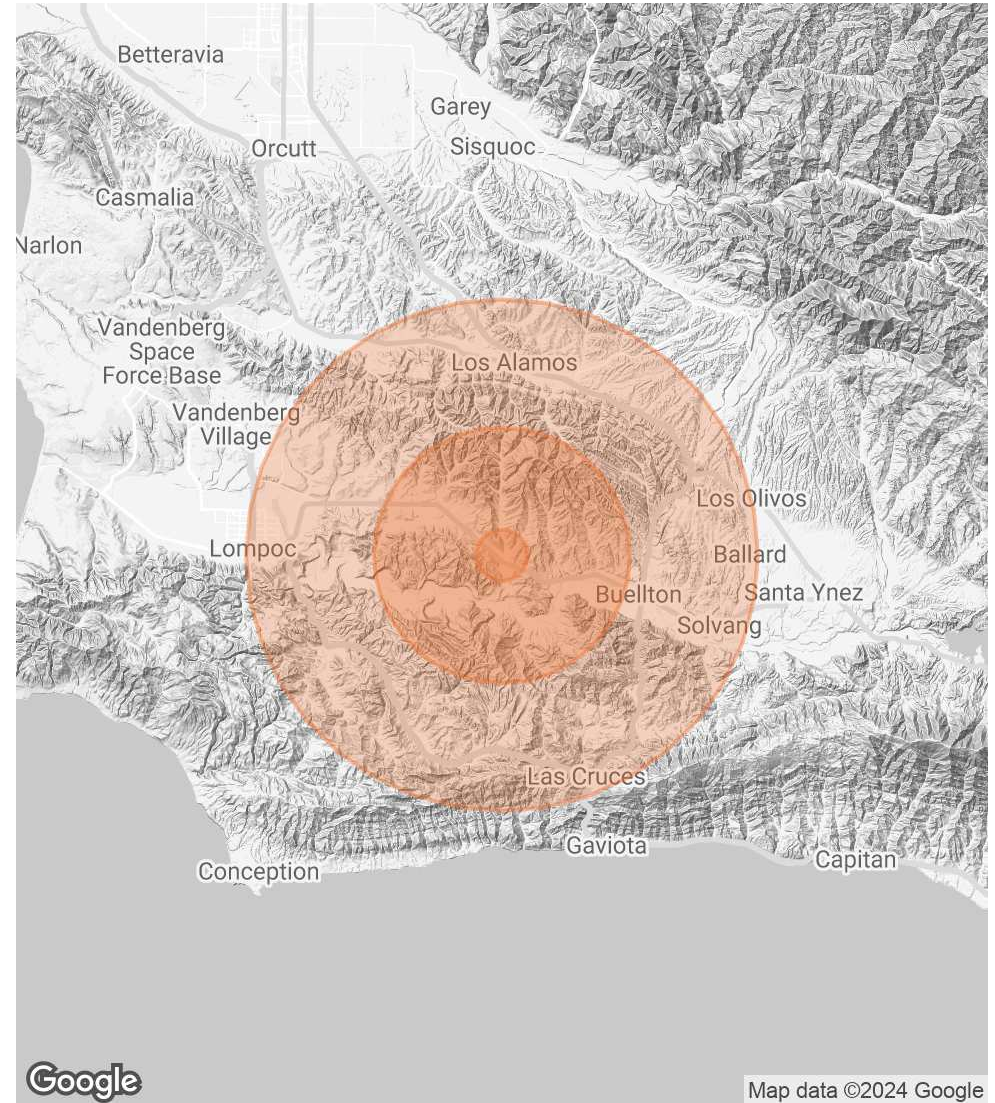 Betteravia
Garey
Orcutt
Sisquoc
Casmalia
Narlon
Vandenberg
Space
Force Base
Los Alamos
Vandenberg
Village
Los Olivos
Lompoc
Ballard
Buellton
Santa Ynez
Solvang
Las Cruces
Gaviota
Conception
Capitan
Google
Map data ©2024 Google